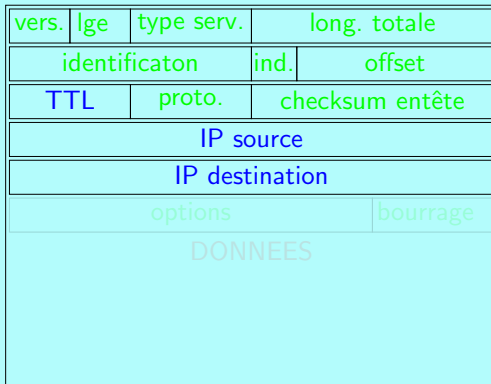 vers. lge type serv. long. totale
identificaton ind. offset
TTL proto. checksum entête
IP source
IP destination
options bourrage
DONNEES